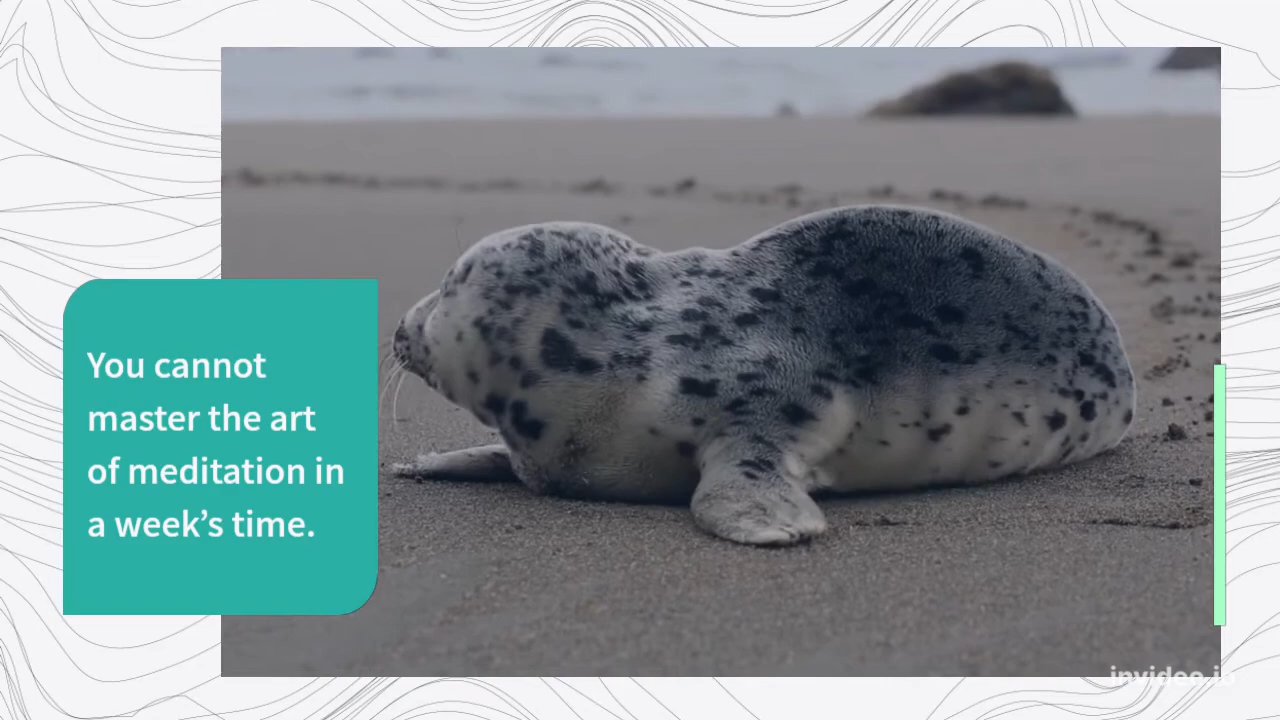 You cannot
master the art
of meditation in
a week’s time.
invideo.io